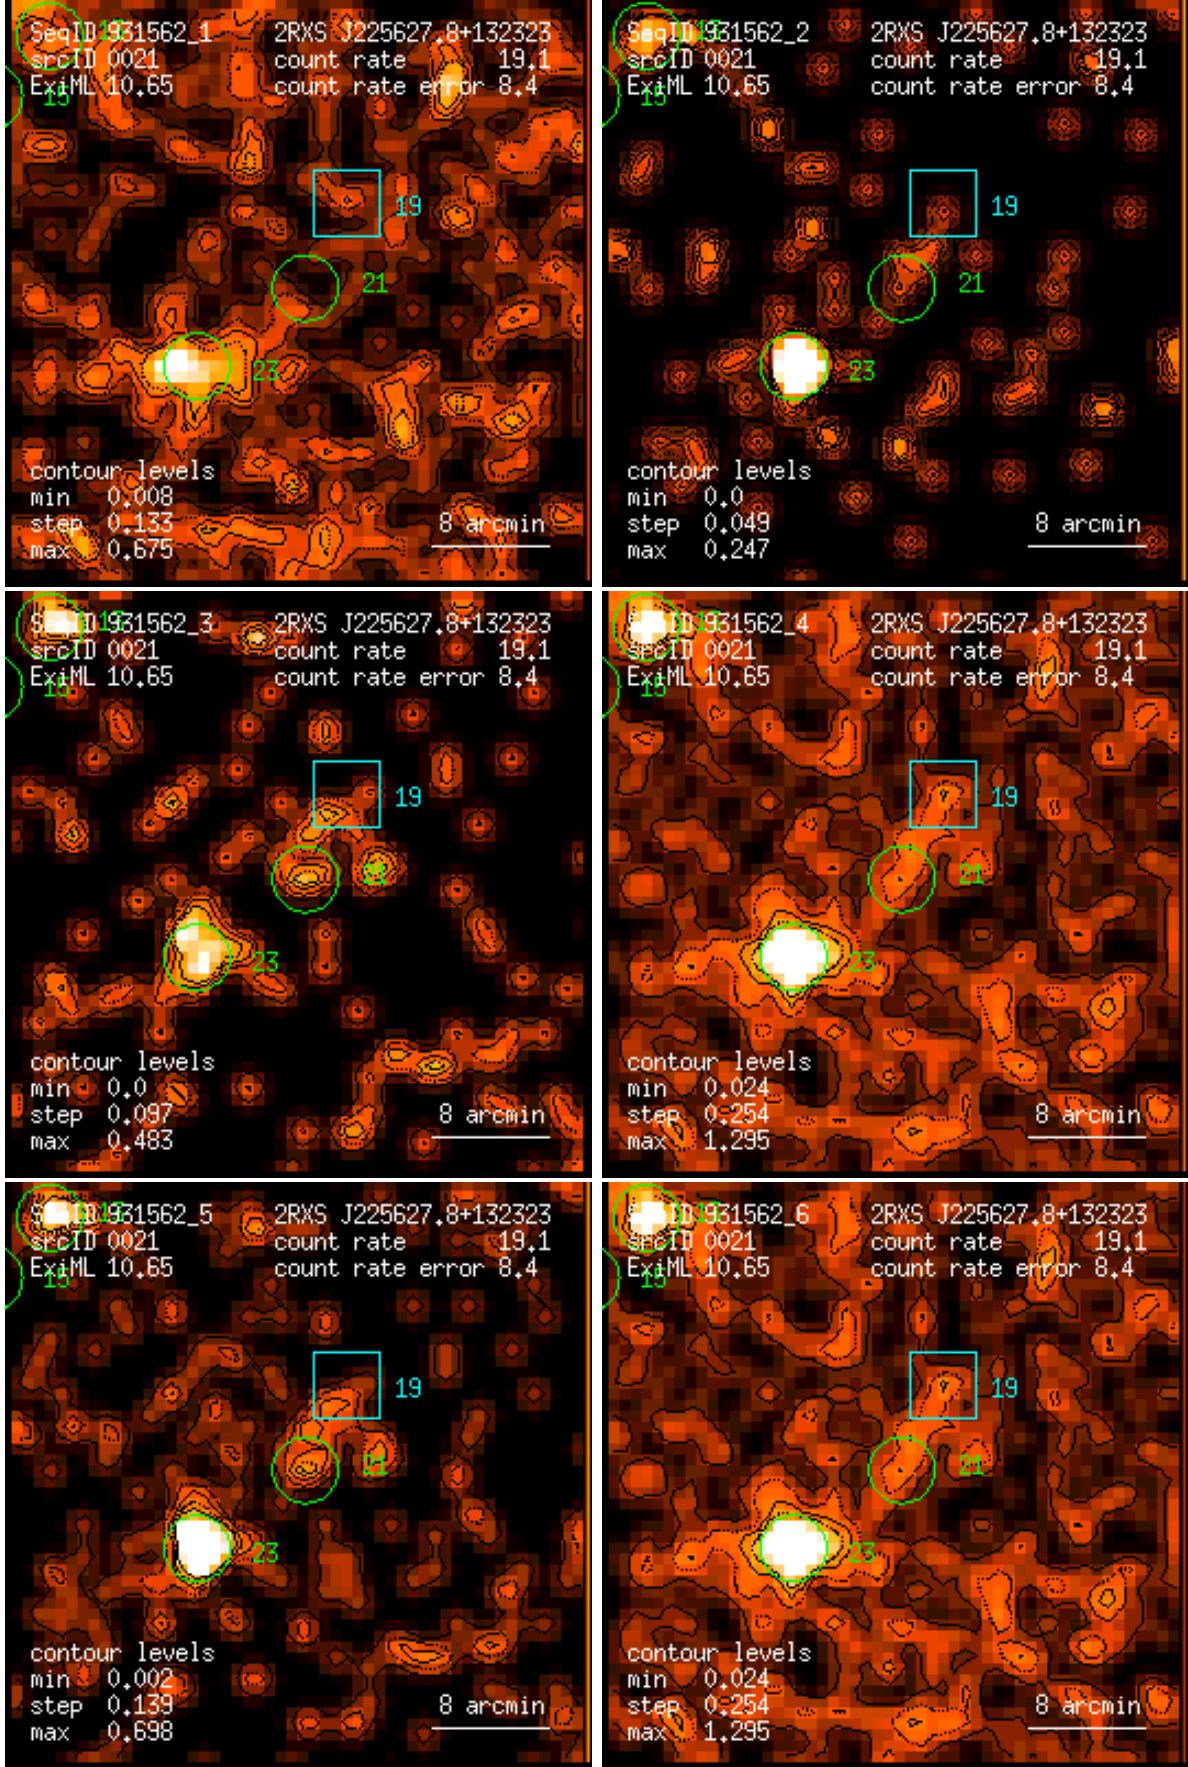 SeqID 931562_1 2RXS J225627.8+132323
srcID 0021 count rate 19.1
ExiML 10.65 count rate error 8.4
15
19
21
23
contour levels
min 0.008
step 0.133
max 0.675
8 arcmin
SeqID 931562_2 2RXS J225627.8+132323
srcID 0021 count rate 19.1
ExiML 10.65 count rate error 8.4
15
19
21
23
contour levels
min 0.0
step 0.049
max 0.247
8 arcmin
SeqID 931562_3 2RXS J225627.8+132323
srcID 0021 count rate 19.1
ExiML 10.65 count rate error 8.4
15
19
21
23
contour levels
min 0.0
step 0.097
max 0.483
8 arcmin
SeqID 931562_4 2RXS J225627.8+132323
srcID 0021 count rate 19.1
ExiML 10.65 count rate error 8.4
15
19
21
23
contour levels
min 0.024
step 0.254
max 1.295
8 arcmin
SeqID 931562_5 2RXS J225627.8+132323
srcID 0021 count rate 19.1
ExiML 10.65 count rate error 8.4
15
19
21
23
contour levels
min 0.002
step 0.139
max 0.698
8 arcmin
SeqID 931562_6 2RXS J225627.8+132323
srcID 0021 count rate 19.1
ExiML 10.65 count rate error 8.4
15
19
21
23
contour levels
min 0.024
step 0.254
max 1.295
8 arcmin